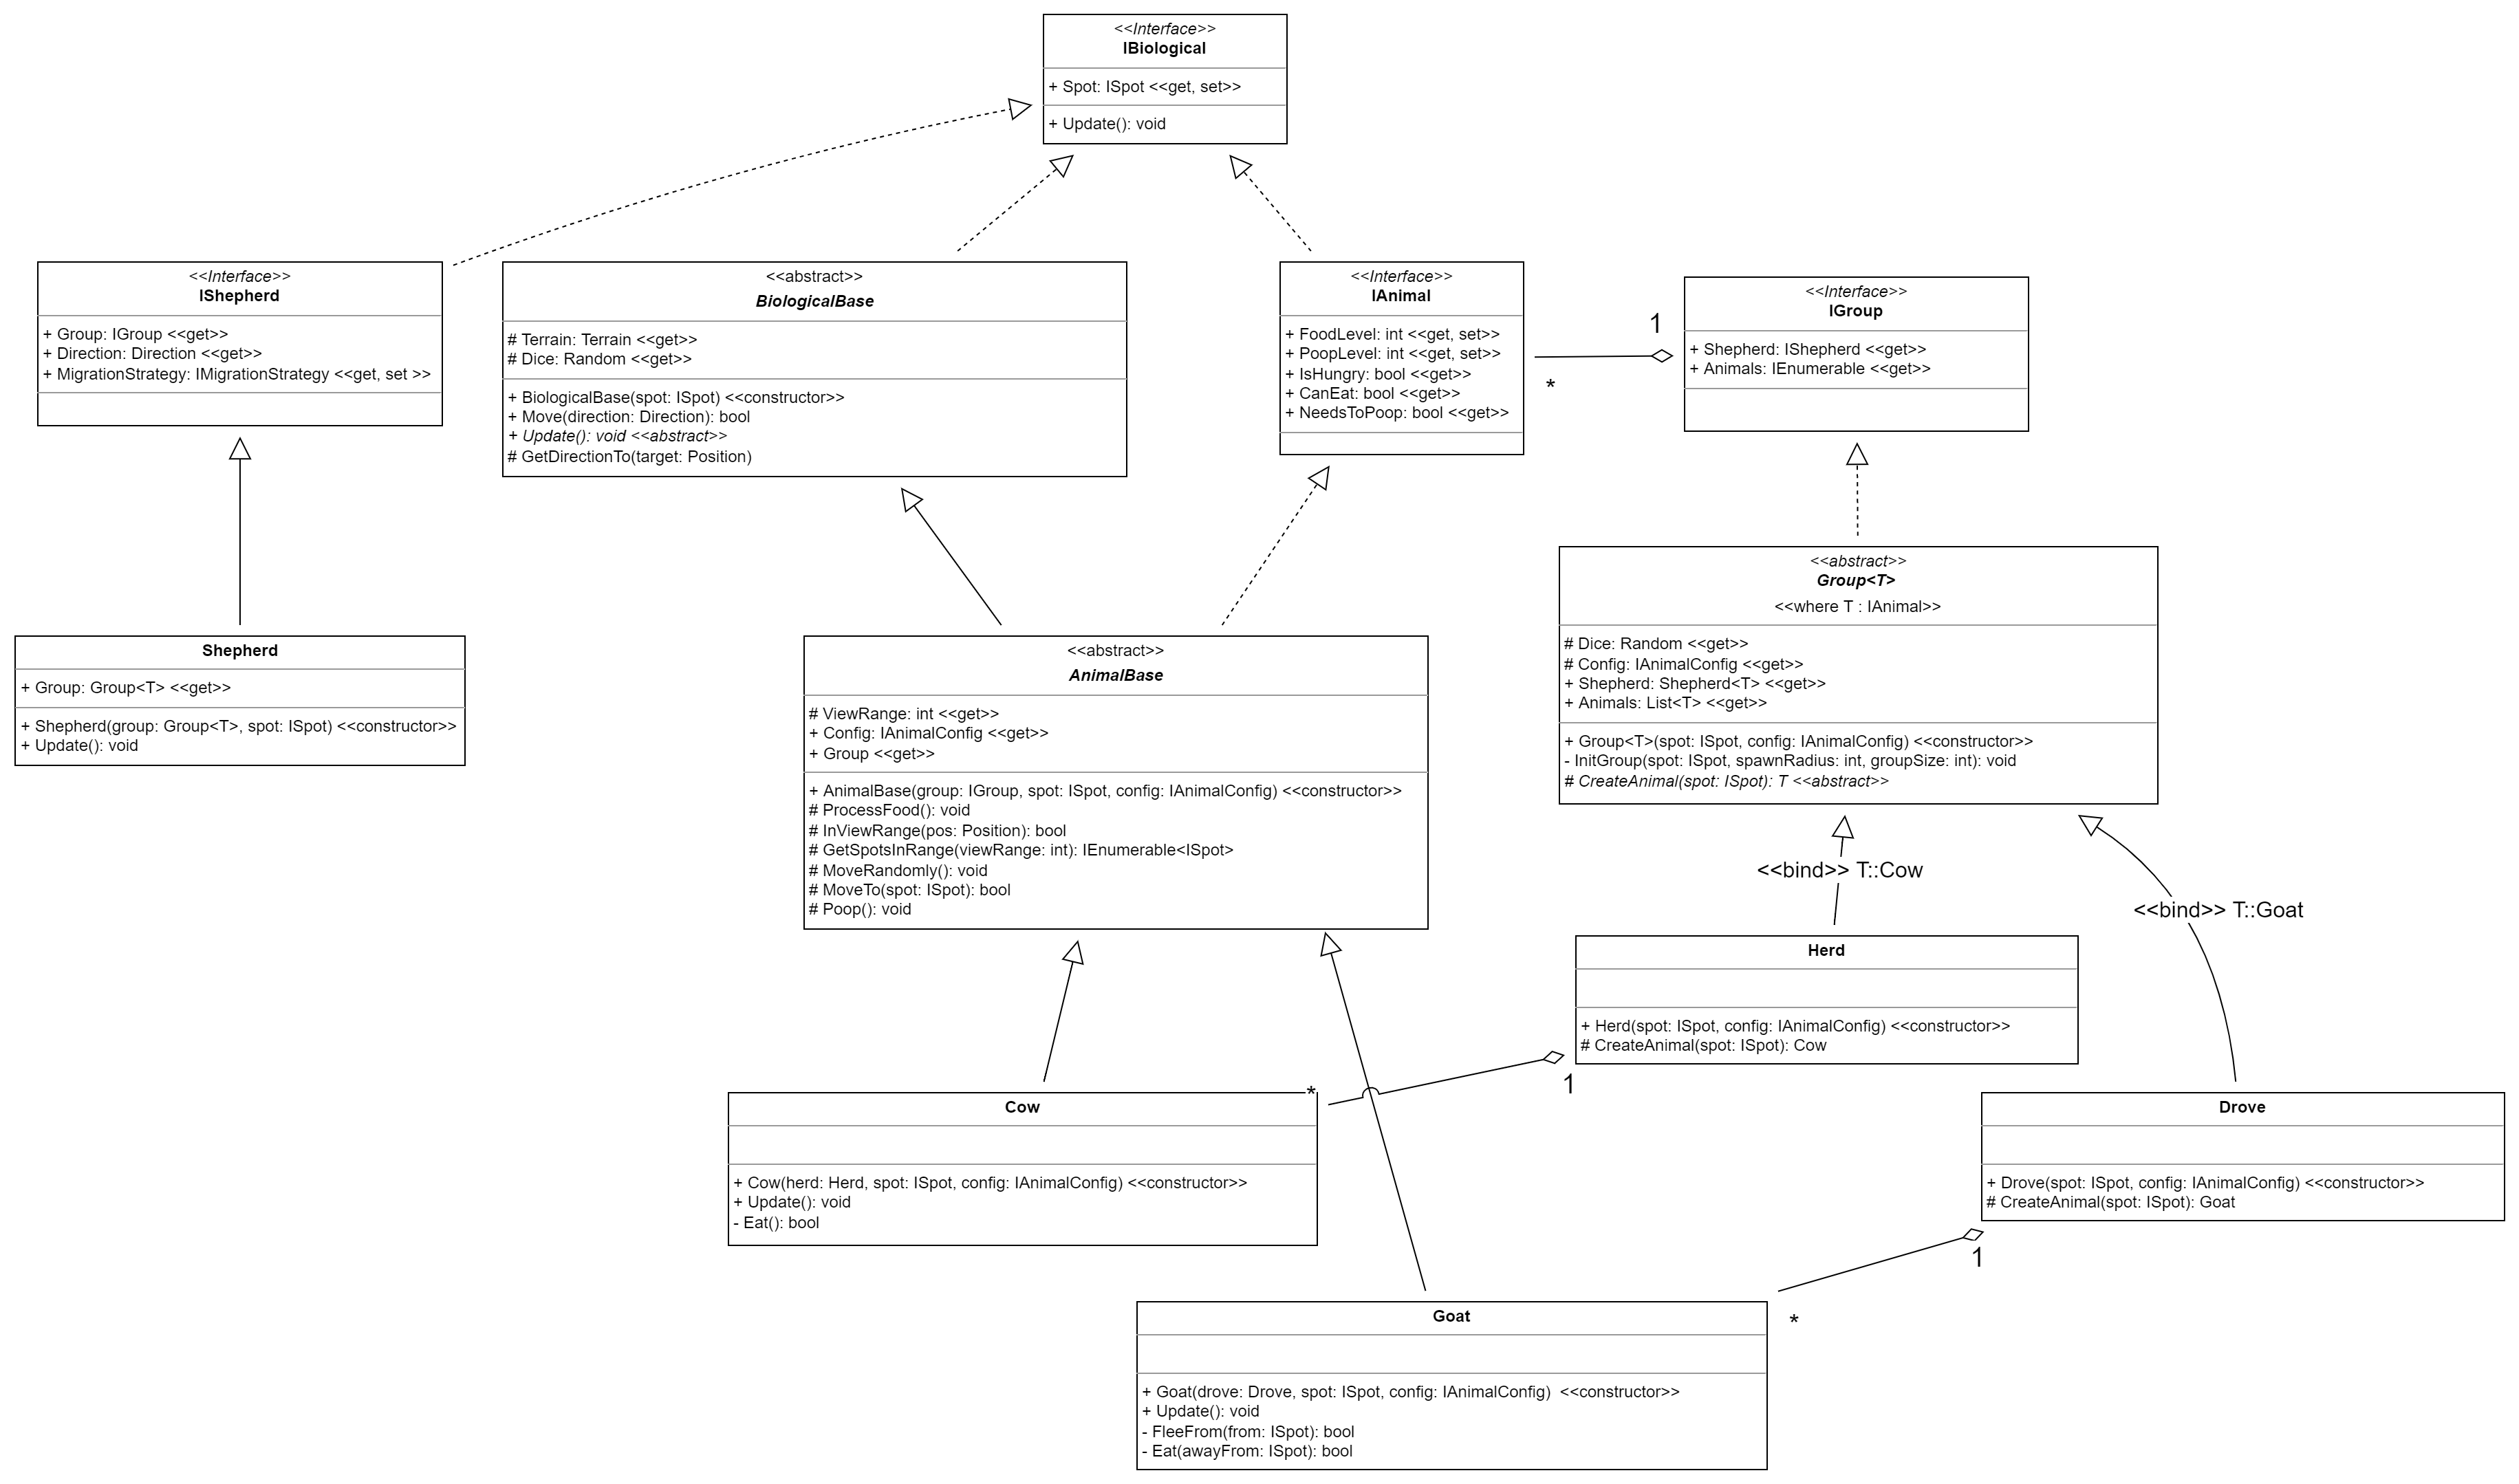 <<Interface>>
IBiological
+ Spot: ISpot <<get, set>>
+ Update(): void
<<Interface>>
IShepherd
+ Group: IGroup <<get>>
+ Direction: Direction <<get>>
+ MigrationStrategy: IMigrationStrategy <<get, set >>
<<abstract>>
BiologicalBase
# Terrain: Terrain <<get>>
# Dice: Random <<get>>
+ BiologicalBase(spot: ISpot) <<constructor>>
+ Move(direction: Direction): bool
+ Update(): void <<abstract>>
# GetDirectionTo(target: Position)
<<Interface>>
IAnimal
+ FoodLevel: int <<get, set>>
+ PoopLevel: int <<get, set>>
+ IsHungry: bool <<get>>
+ CanEat: bool <<get>>
+ NeedsToPoop: bool <<get>>
1
*
<<Interface>>
IGroup
+ Shepherd: IShepherd <<get>>
+ Animals: IEnumerable <<get>>
Shepherd
+ Group: Group<T> <<get>>
+ Shepherd(group: Group<T>, spot: ISpot) <<constructor>>
+ Update(): void
<<abstract>>
AnimalBase
# ViewRange: int <<get>>
+ Config: IAnimalConfig <<get>>
+ Group <<get>>
+ AnimalBase(group: IGroup, spot: ISpot, config: IAnimalConfig) <<constructor>>
# ProcessFood(): void
# InViewRange(pos: Position): bool
# GetSpotsInRange(viewRange: int): IEnumerable<ISpot>
# MoveRandomly(): void
# MoveTo(spot: ISpot): bool
# Poop(): void
<<abstract>>
Group<T>
<<where T : IAnimal>>
# Dice: Random <<get>>
# Config: IAnimalConfig <<get>>
+ Shepherd: Shepherd<T> <<get>>
+ Animals: List<T> <<get>>
+ Group<T>(spot: ISpot, config: IAnimalConfig) <<constructor>>
- InitGroup(spot: ISpot, spawnRadius: int, groupSize: int): void
# CreateAnimal(spot: ISpot): T <<abstract>>
<<bind>> T::Cow
<<bind>> T::Goat
Herd
+ Herd(spot: ISpot, config: IAnimalConfig) <<constructor>>
# CreateAnimal(spot: ISpot): Cow
*
1
Cow
+ Cow(herd: Herd, spot: ISpot, config: IAnimalConfig) <<constructor>>
+ Update(): void
- Eat(): bool
Drove
+ Drove(spot: ISpot, config: IAnimalConfig) <<constructor>>
# CreateAnimal(spot: ISpot): Goat
1
*
Goat
+ Goat(drove: Drove, spot: ISpot, config: IAnimalConfig)  <<constructor>>
+ Update(): void
- FleeFrom(from: ISpot): bool
- Eat(awayFrom: ISpot): bool